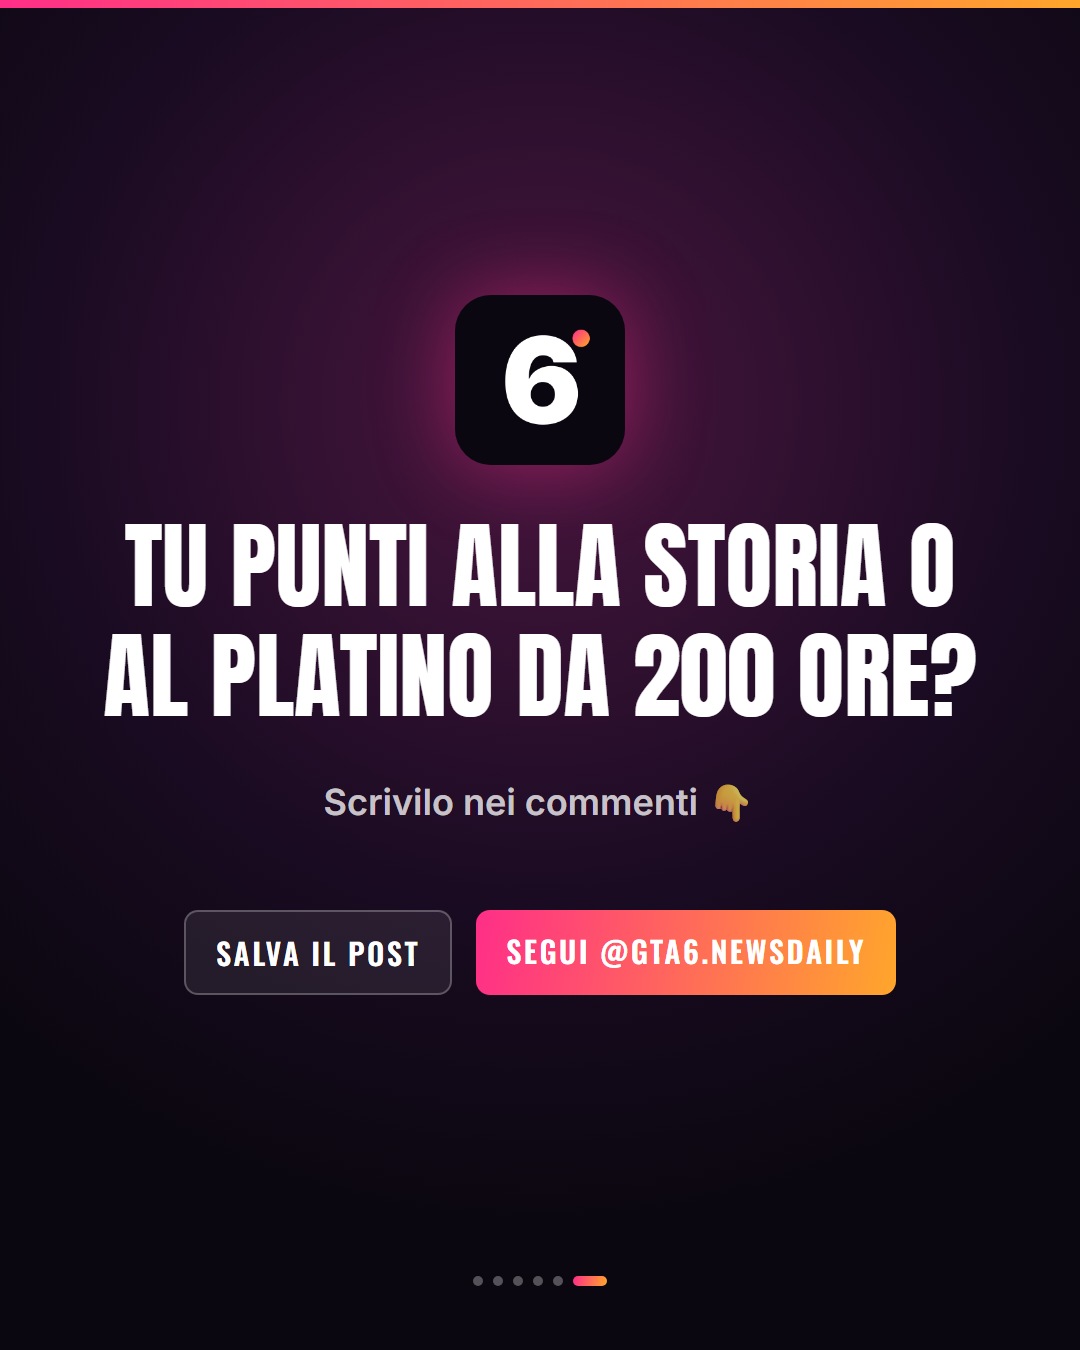 6
TU PUNTI ALLA STORIA O
AL PLATINO DA 200 ORE?
Scrivilo nei commenti 👇
SALVA IL POST
SEGUI @GTA6.NEWSDAILY